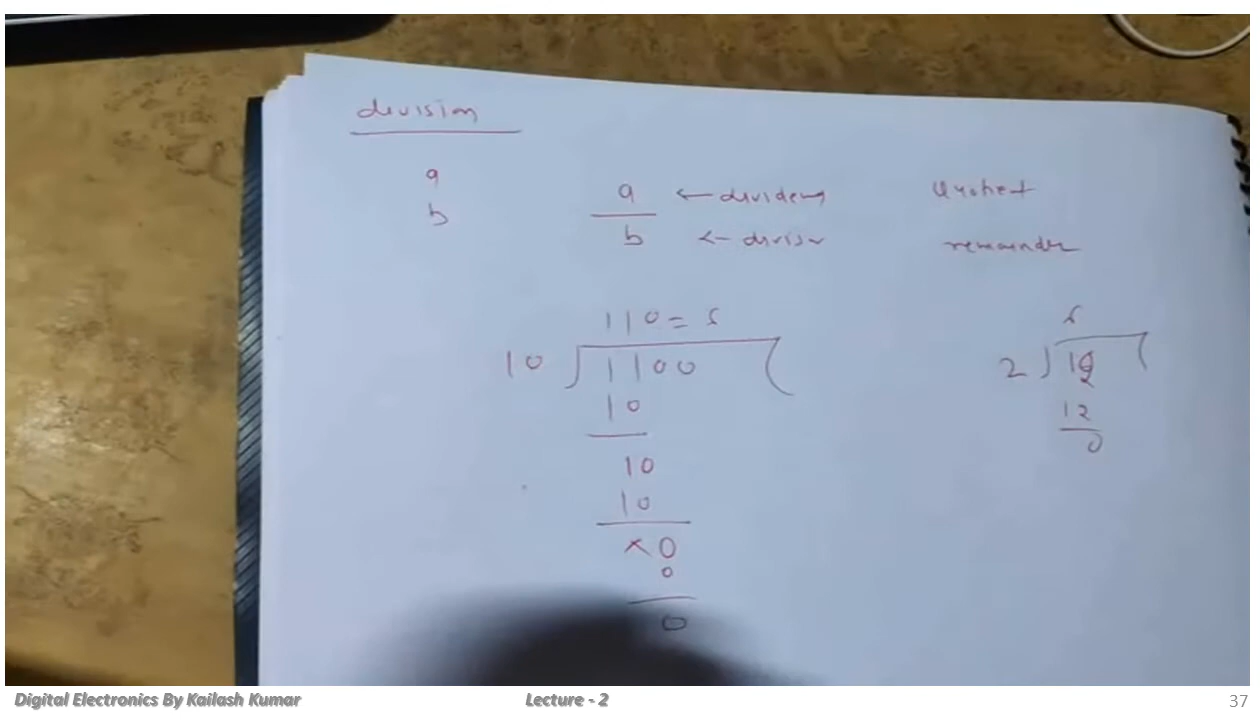 division
a
b
a ← dividend
b ← divisor
Quotient
remainder
110 = 6
10 ) 1100 (
10
10
10
× 0
0
0
6
2 ) 12 (
12
0
Digital Electronics By Kailash Kumar
Lecture - 2
37